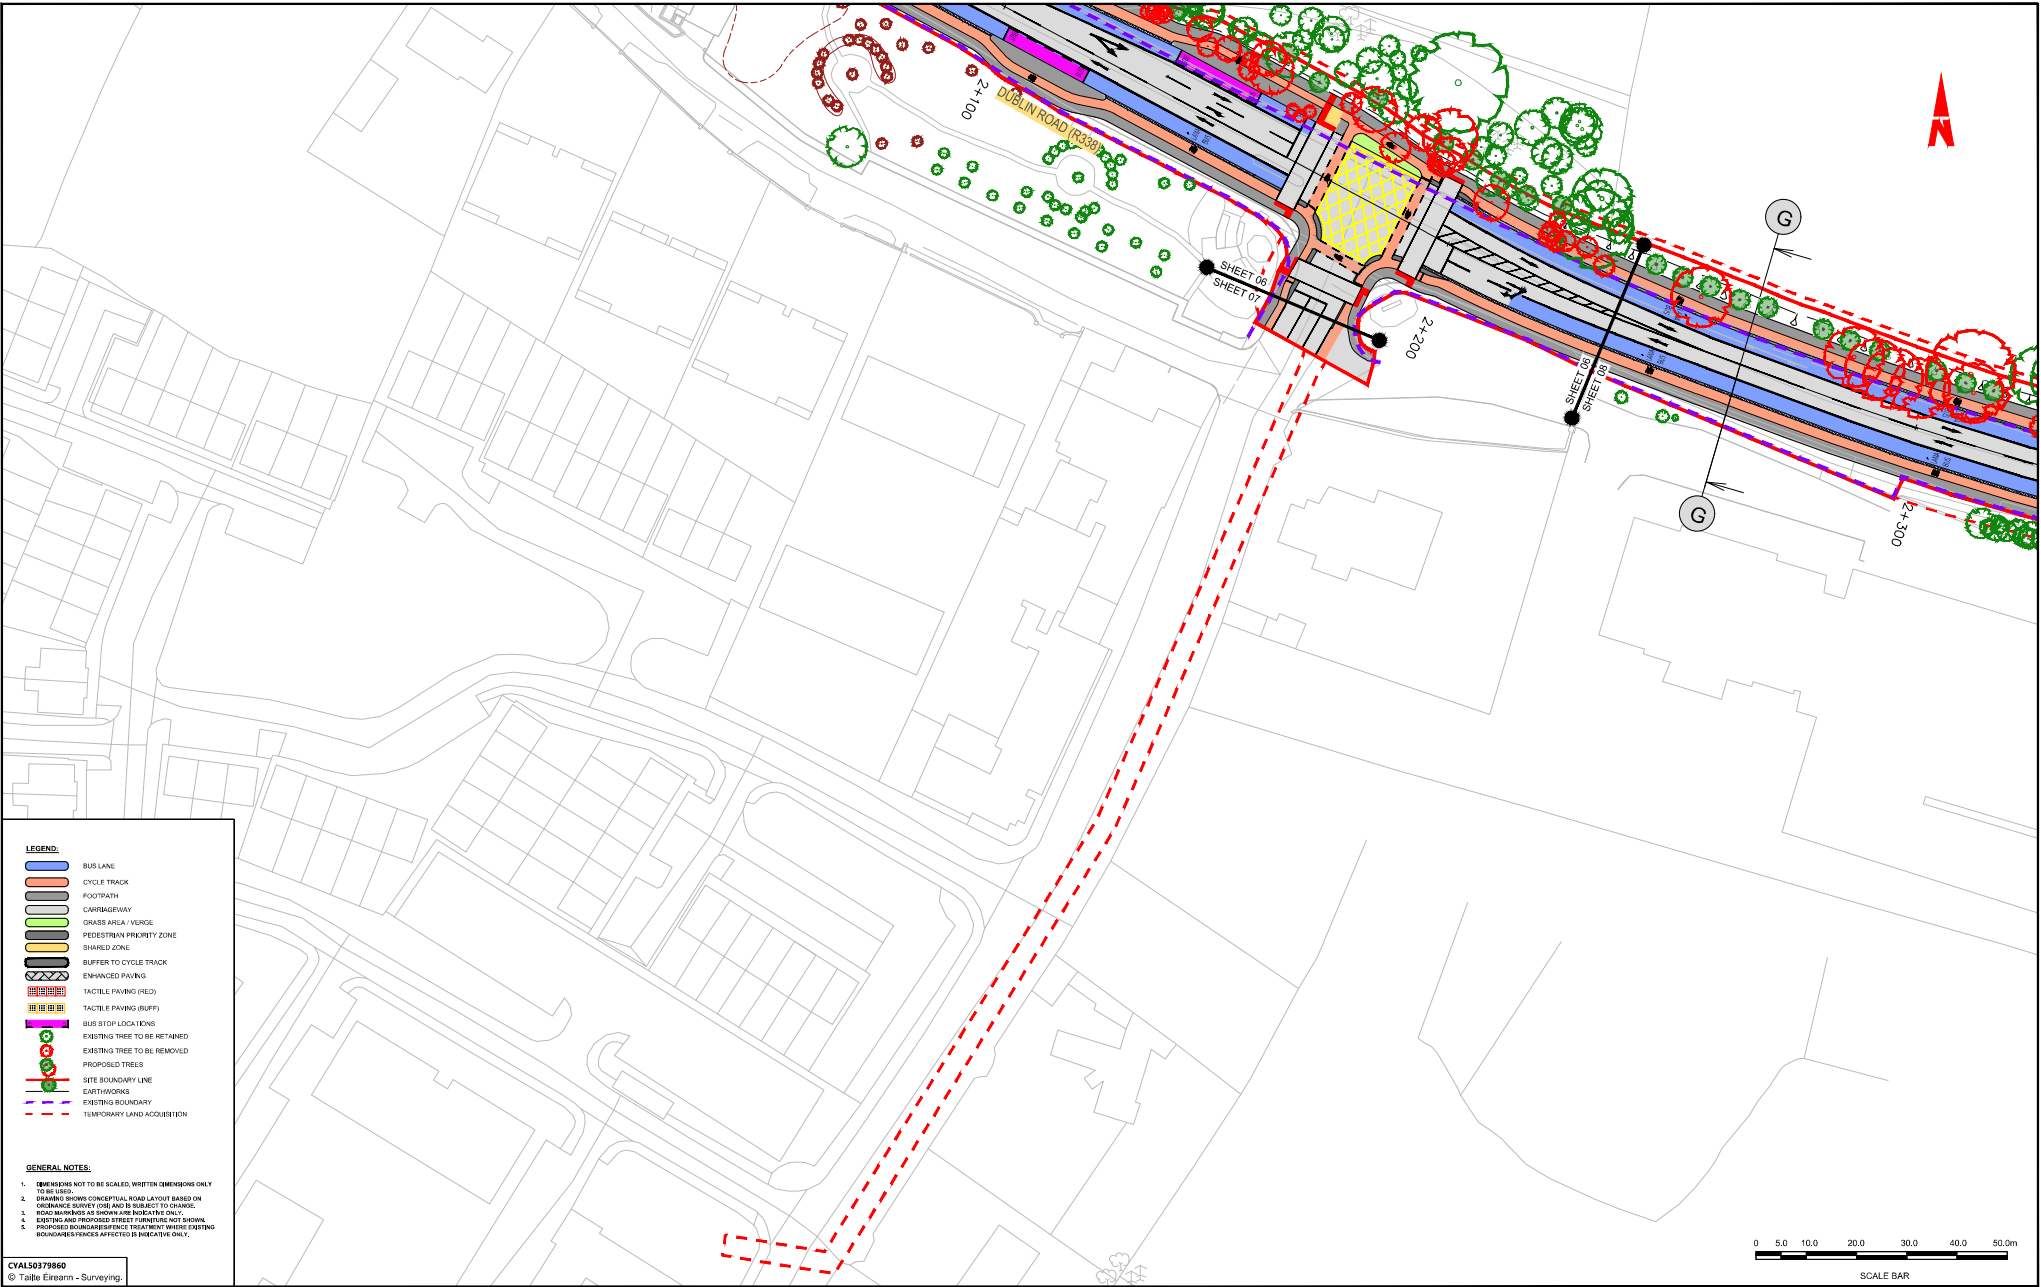 2+100
DUBLIN ROAD (R338)
G
SHEET 06
SHEET 07
2+200
SHEET 06
SHEET 08
G
2+300
N
LEGEND:
BUS LANE
CYCLE TRACK
FOOTPATH
CARRIAGEWAY
GRASS AREA / VERGE
PEDESTRIAN PRIORITY ZONE
SHARED ZONE
BUFFER TO CYCLE TRACK
ENHANCED PAVING
TACTILE PAVING (RED)
TACTILE PAVING (BUFF)
BUS STOP LOCATIONS
EXISTING TREE TO BE RETAINED
EXISTING TREE TO BE REMOVED
PROPOSED TREES
SITE BOUNDARY LINE
EARTHWORKS
EXISTING BOUNDARY
TEMPORARY LAND ACQUISITION
GENERAL NOTES:
1. DIMENSIONS NOT TO BE SCALED, WRITTEN DIMENSIONS ONLY
TO BE USED.
2. DRAWING SHOWS CONCEPTUAL ROAD LAYOUT BASED ON
ORDINANCE SURVEY (OSI) AND IS SUBJECT TO CHANGE.
3. ROAD MARKINGS AS SHOWN ARE INDICATIVE ONLY.
4. EXISTING AND PROPOSED STREET FURNITURE NOT SHOWN.
5. PROPOSED BOUNDARIES/FENCE TREATMENT WHERE EXISTING
BOUNDARIES/FENCES AFFECTED IS INDICATIVE ONLY.
CYAL50379860
© Tailte Éireann - Surveying.
0 5.0 10.0 20.0 30.0 40.0 50.0m
SCALE BAR